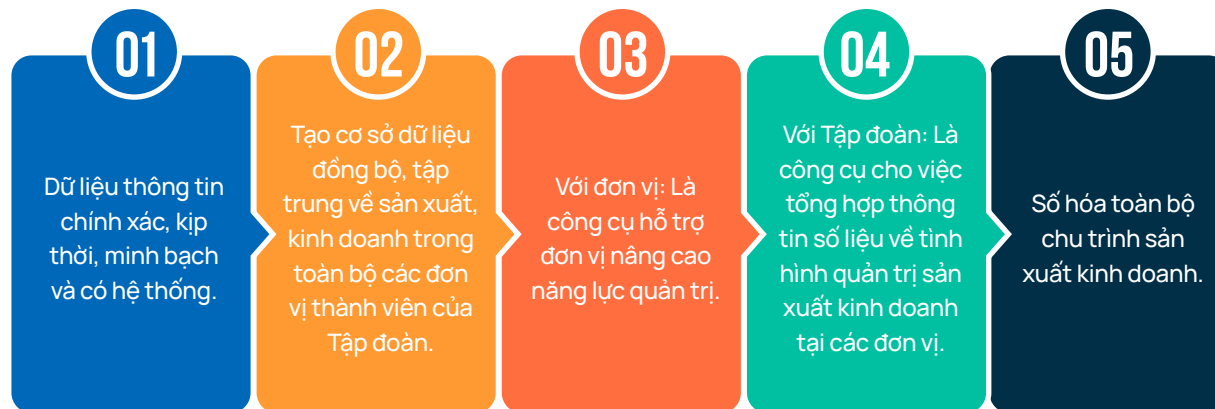 01
Dữ liệu thông tin
chính xác, kịp
thời, minh bạch
và có hệ thống.
02
Tạo cơ sở dữ liệu
đồng bộ, tập
trung về sản xuất,
kinh doanh trong
toàn bộ các đơn
vị thành viên của
Tập đoàn.
03
Với đơn vị: Là
công cụ hỗ trợ
đơn vị nâng cao
năng lực quản trị.
04
Với Tập đoàn: Là
công cụ cho việc
tổng hợp thông
tin số liệu về tình
hình quản trị sản
xuất kinh doanh
tại các đơn vị.
05
Số hóa toàn bộ
chu trình sản
xuất kinh doanh.